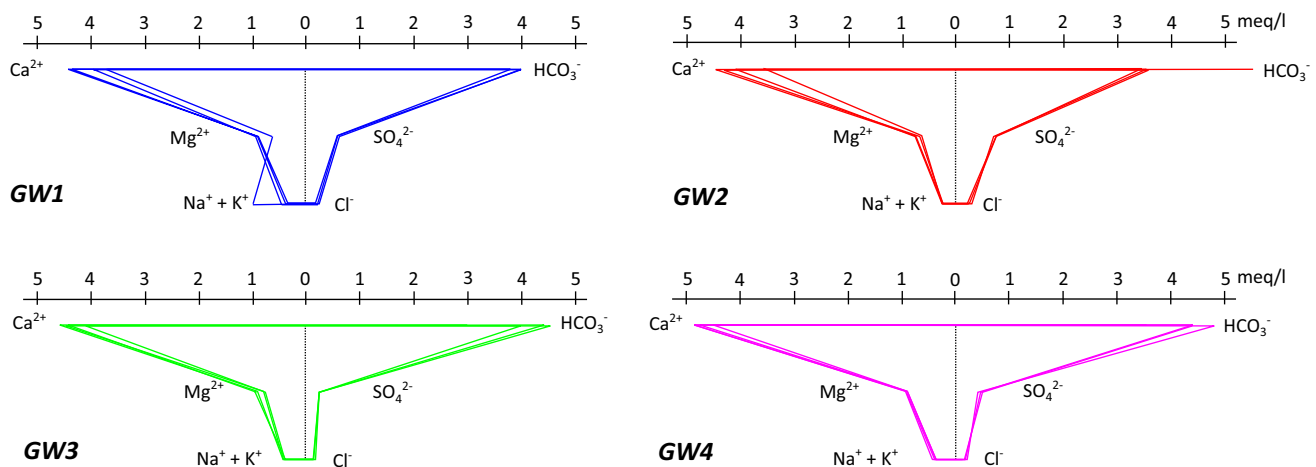 5 4 3 2 1 0 1 2 3 4 5
Ca²⁺ HCO₃⁻
Mg²⁺ SO₄²⁻
GW1 Na⁺ + K⁺ Cl⁻
5 4 3 2 1 0 1 2 3 4 5 meq/l
Ca²⁺ HCO₃⁻
Mg²⁺ SO₄²⁻
GW2 Na⁺ + K⁺ Cl⁻
5 4 3 2 1 0 1 2 3 4 5
Ca²⁺ HCO₃⁻
Mg²⁺ SO₄²⁻
GW3 Na⁺ + K⁺ Cl⁻
5 4 3 2 1 0 1 2 3 4 5 meq/l
Ca²⁺ HCO₃⁻
Mg²⁺ SO₄²⁻
GW4 Na⁺ + K⁺ Cl⁻